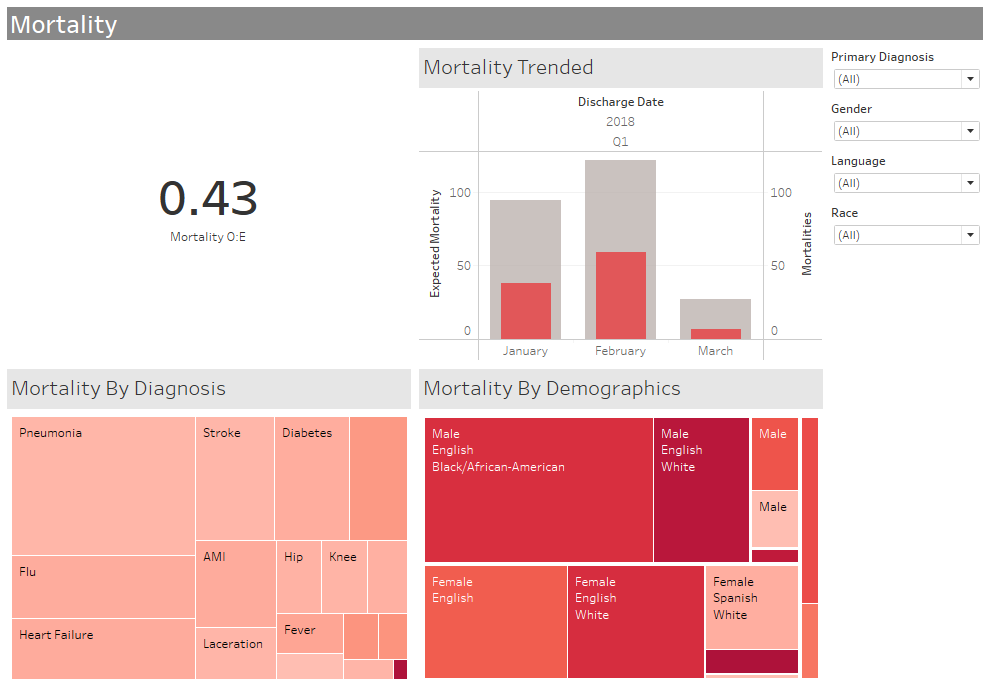 Mortality
0.43
Mortality O:E
Mortality Trended
Discharge Date
2018
Q1
Expected Mortality
100
50
0
100
50
0
Mortalities
January
February
March
Primary Diagnosis
(All)
Gender
(All)
Language
(All)
Race
(All)
Mortality By Diagnosis
Pneumonia
Stroke
Diabetes
Flu
AMI
Hip
Knee
Heart Failure
Laceration
Fever
Mortality By Demographics
Male
English
Black/African-American
Male
English
White
Male
Male
Female
English
Female
English
White
Female
Spanish
White